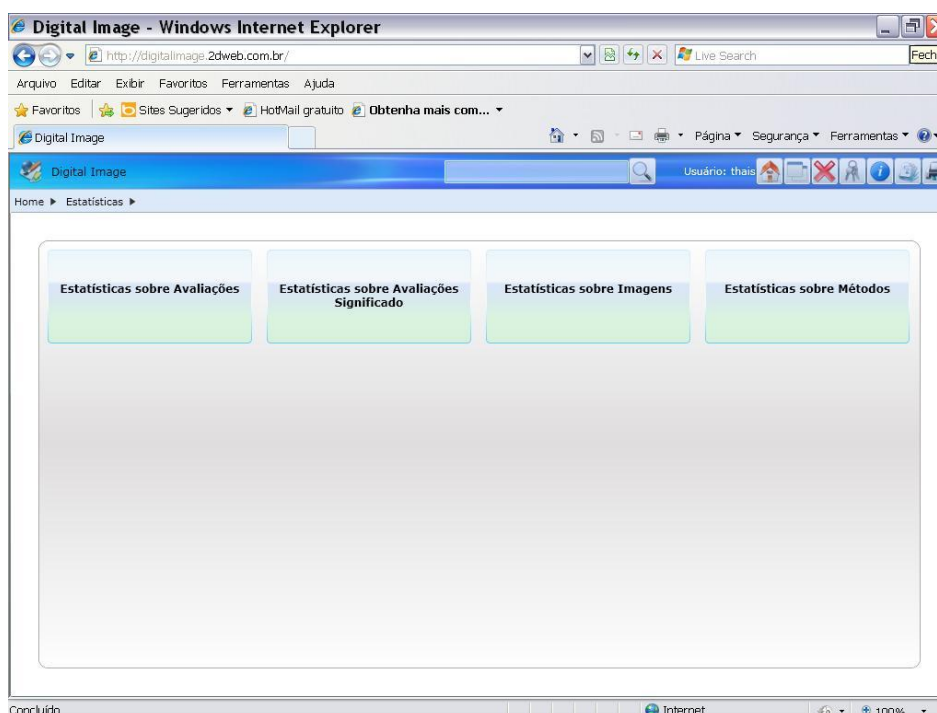 Digital Image - Windows Internet Explorer
http://digitalimage.2dweb.com.br/
Live Search
Fech
Arquivo Editar Exibir Favoritos Ferramentas Ajuda
Favoritos Sites Sugeridos HotMail gratuito Obtenha mais com...
Digital Image
Página Segurança Ferramentas
Digital Image
Usuário: thais
Home Estatísticas
Estatísticas sobre Avaliações
Estatísticas sobre Avaliações
Significado
Estatísticas sobre Imagens
Estatísticas sobre Métodos
Concluído
Internet
100%